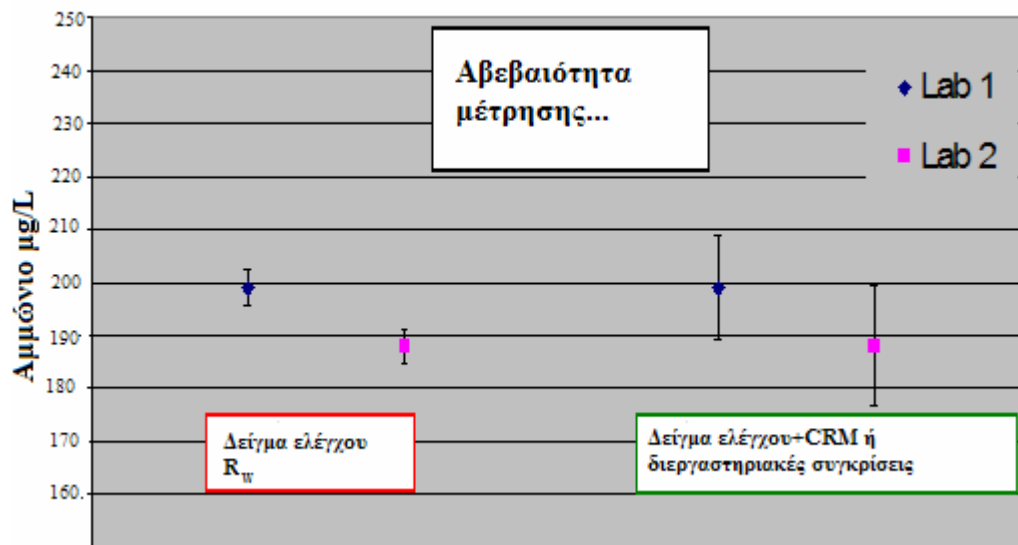 Αβεβαιότητα
μέτρησης...
Lab 1
Lab 2
Αμμώνιο μg/L
250
240
230
220
210
200
190
180
170
160.
Δείγμα ελέγχου
Rw
Δείγμα ελέγχου+CRM ή
διεργαστηριακές συγκρίσεις